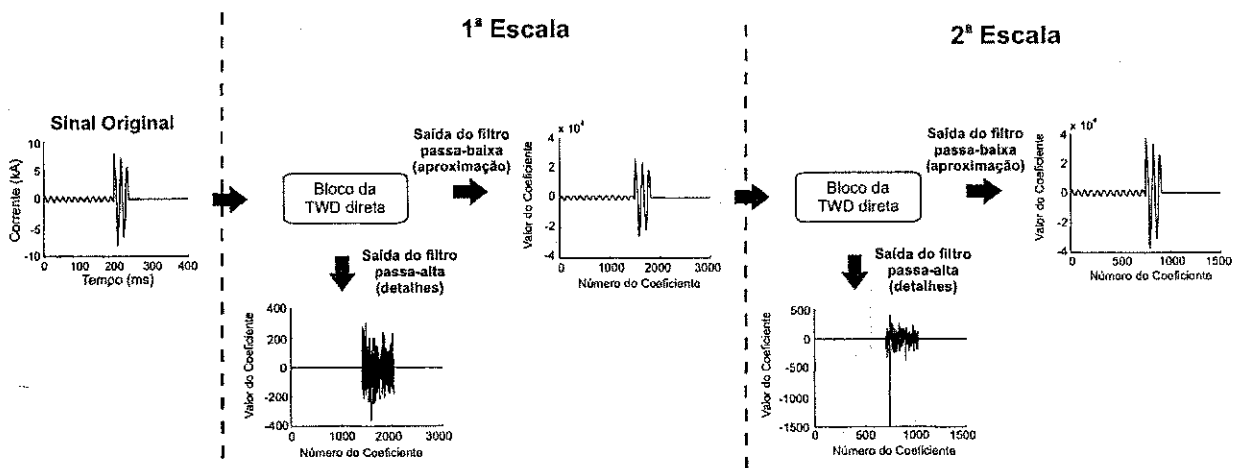 1ª Escala
2ª Escala
Sinal Original
Corrente (kA)
10
5
0
-5
-10
0 100 200 300 400
Tempo (ms)
Bloco da
TWD direta
Saída do filtro
passa-baixa
(aproximação)
Saída do filtro
passa-alta
(detalhes)
x 10⁴
Valor do Coeficiente
4
2
0
-2
-4
0 1000 2000 3000
Número do Coeficiente
Valor do Coeficiente
400
200
0
-200
-400
0 1000 2000 3000
Número do Coeficiente
Bloco da
TWD direta
Saída do filtro
passa-baixa
(aproximação)
Saída do filtro
passa-alta
(detalhes)
x 10⁴
Valor do Coeficiente
4
2
0
-2
-4
0 500 1000 1500
Número do Coeficiente
Valor do Coeficiente
500
0
-500
-1000
-1500
0 500 1000 1500
Número do Coeficiente